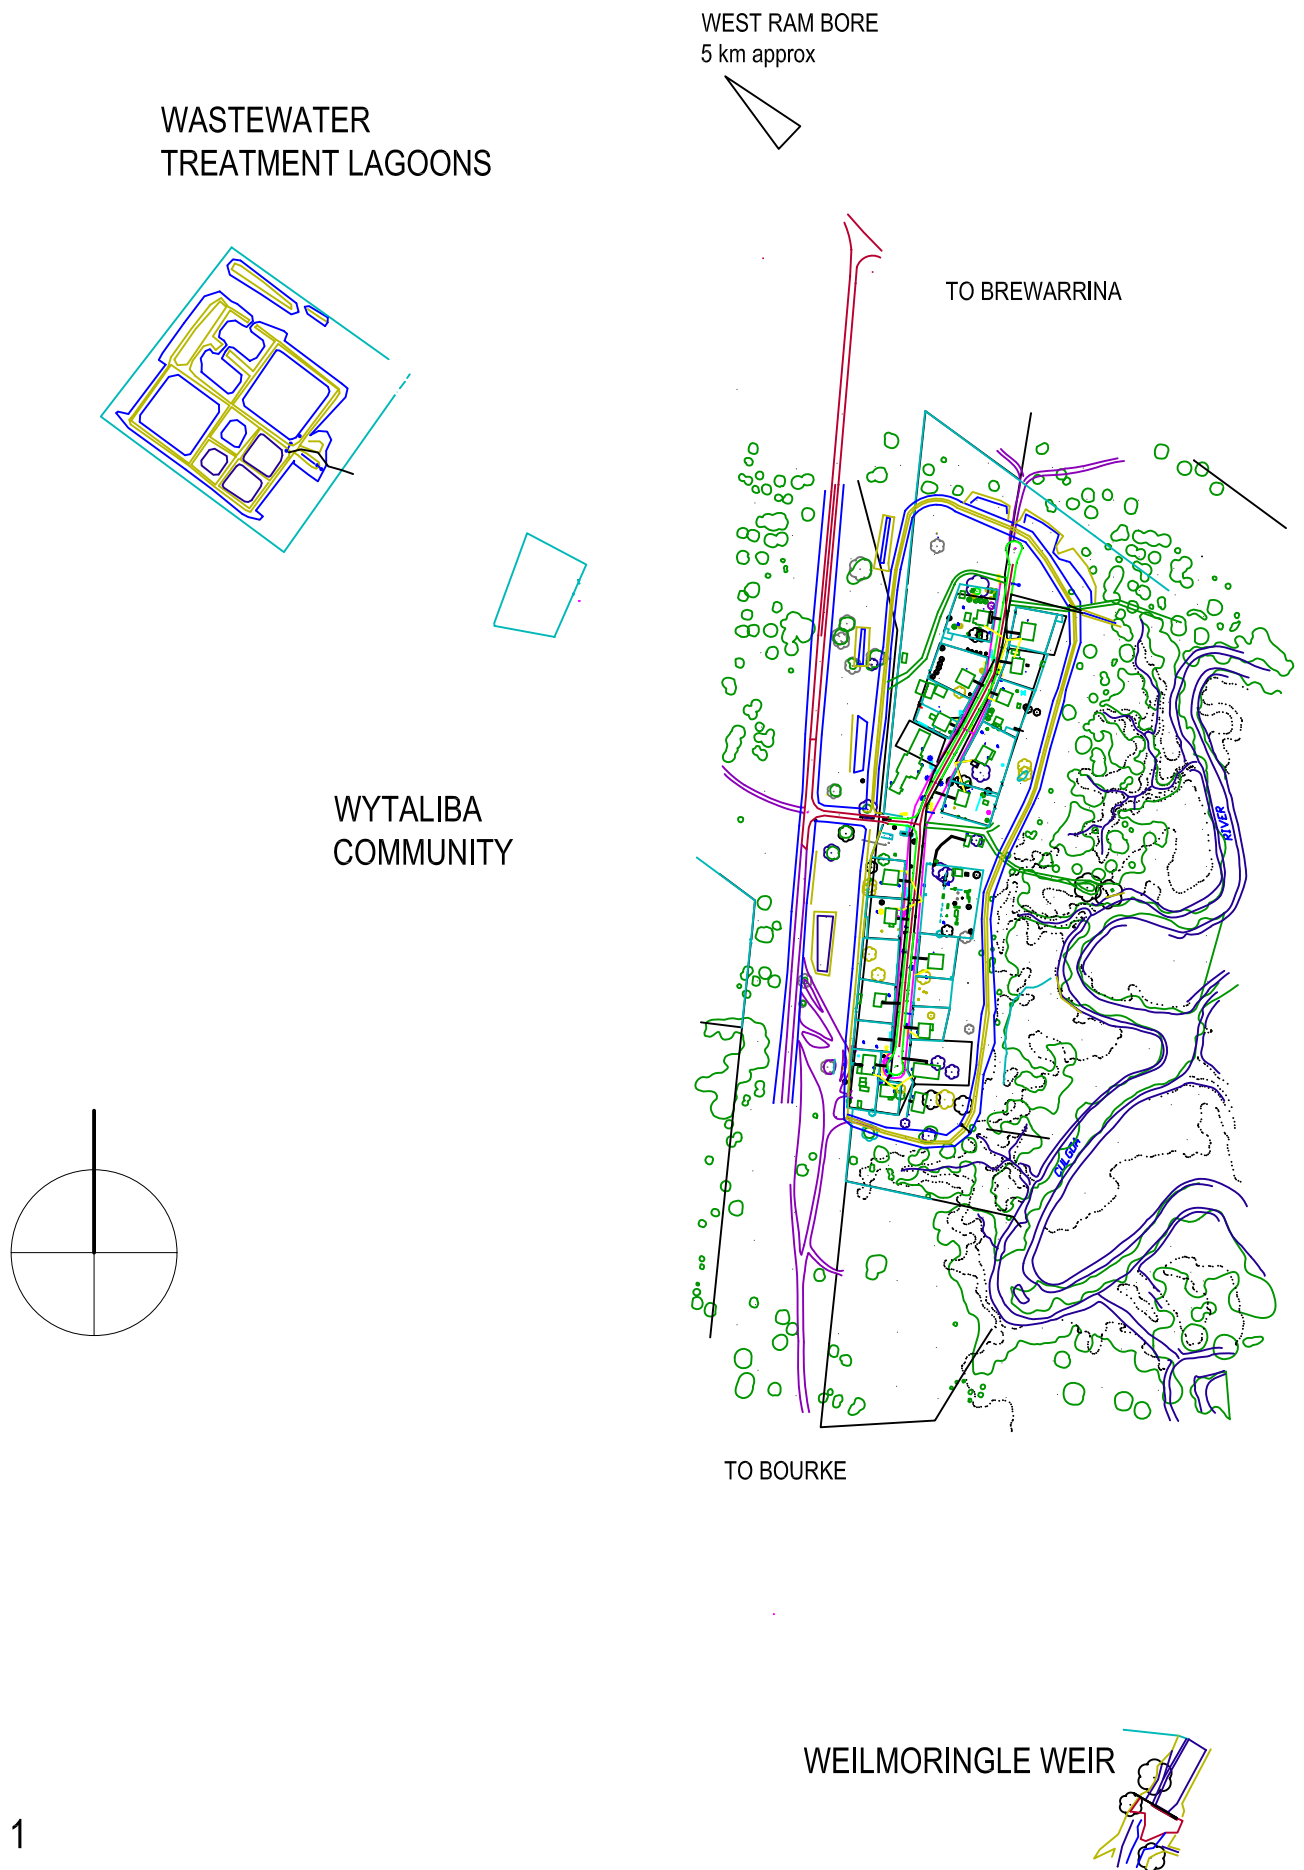 WEST RAM BORE
5 km approx
WASTEWATER
TREATMENT LAGOONS
TO BREWARRINA
WYTALIBA
COMMUNITY
RIVER
CULGOA
TO BOURKE
WEILMORINGLE WEIR
1